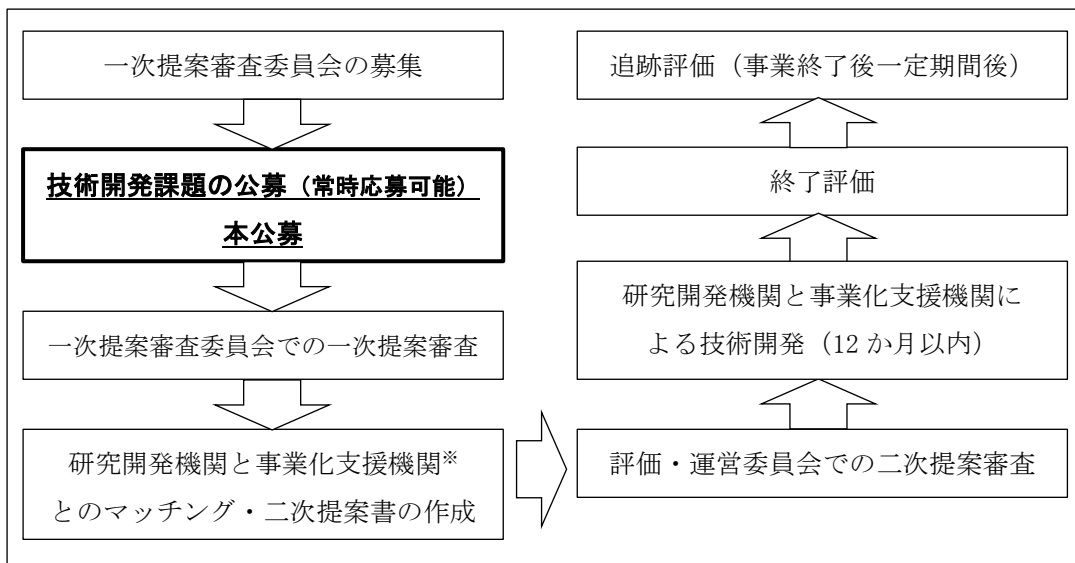 一次提案審査委員会の募集
技術開発課題の公募（常時応募可能）
本公募
一次提案審査委員会での一次提案審査
研究開発機関と事業化支援機関※
とのマッチング・二次提案書の作成
評価・運営委員会での二次提案審査
研究開発機関と事業化支援機関に
よる技術開発（12 か月以内）
終了評価
追跡評価（事業終了後一定期間後）